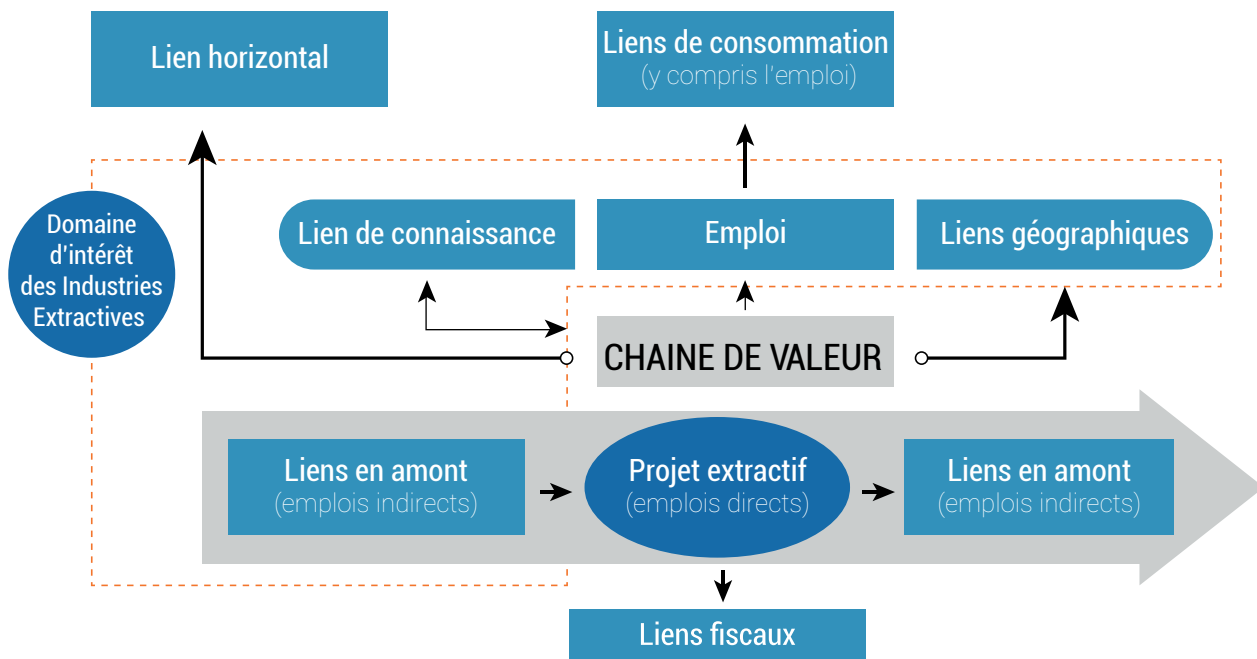 Lien horizontal
Liens de consommation
(y compris l'emploi)
Domaine
d'intérêt
des Industries
Extractives
Lien de connaissance
Emploi
Liens géographiques
CHAINE DE VALEUR
Liens en amont
(emplois indirects)
Projet extractif
(emplois directs)
Liens en amont
(emplois indirects)
Liens fiscaux